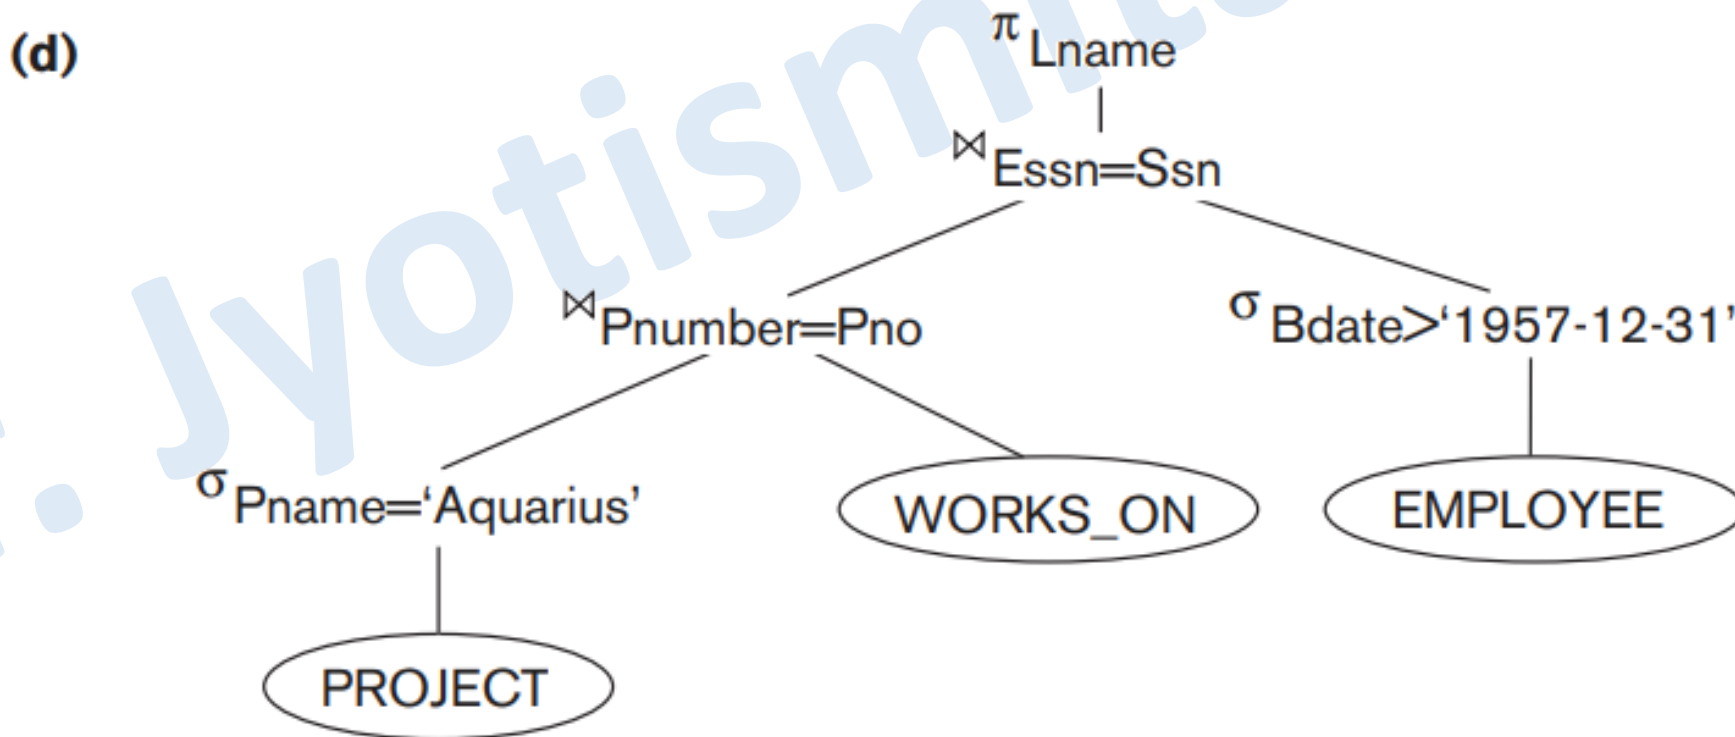 (d)
π Lname
⋈ Essn=Ssn
⋈ Pnumber=Pno
σ Bdate>‘1957-12-31’
σ Pname=‘Aquarius’
WORKS_ON
EMPLOYEE
PROJECT
. Jyotism